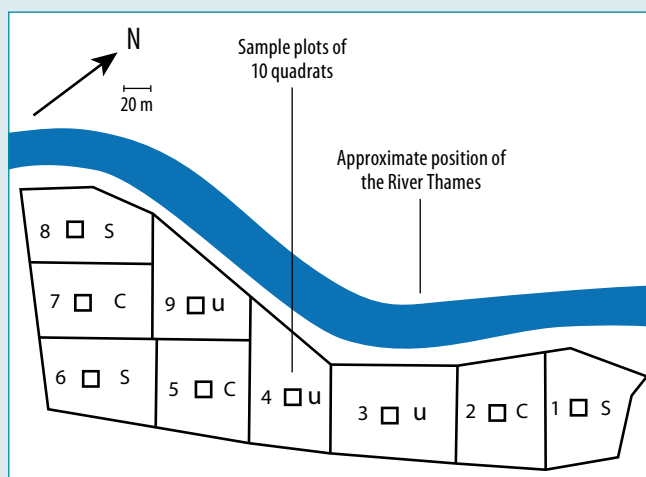 N
20 m
Sample plots of
10 quadrats
Approximate position of
the River Thames
8 S
7 C
9 u
6 S
5 C
4 u
3 u
2 C
1 S